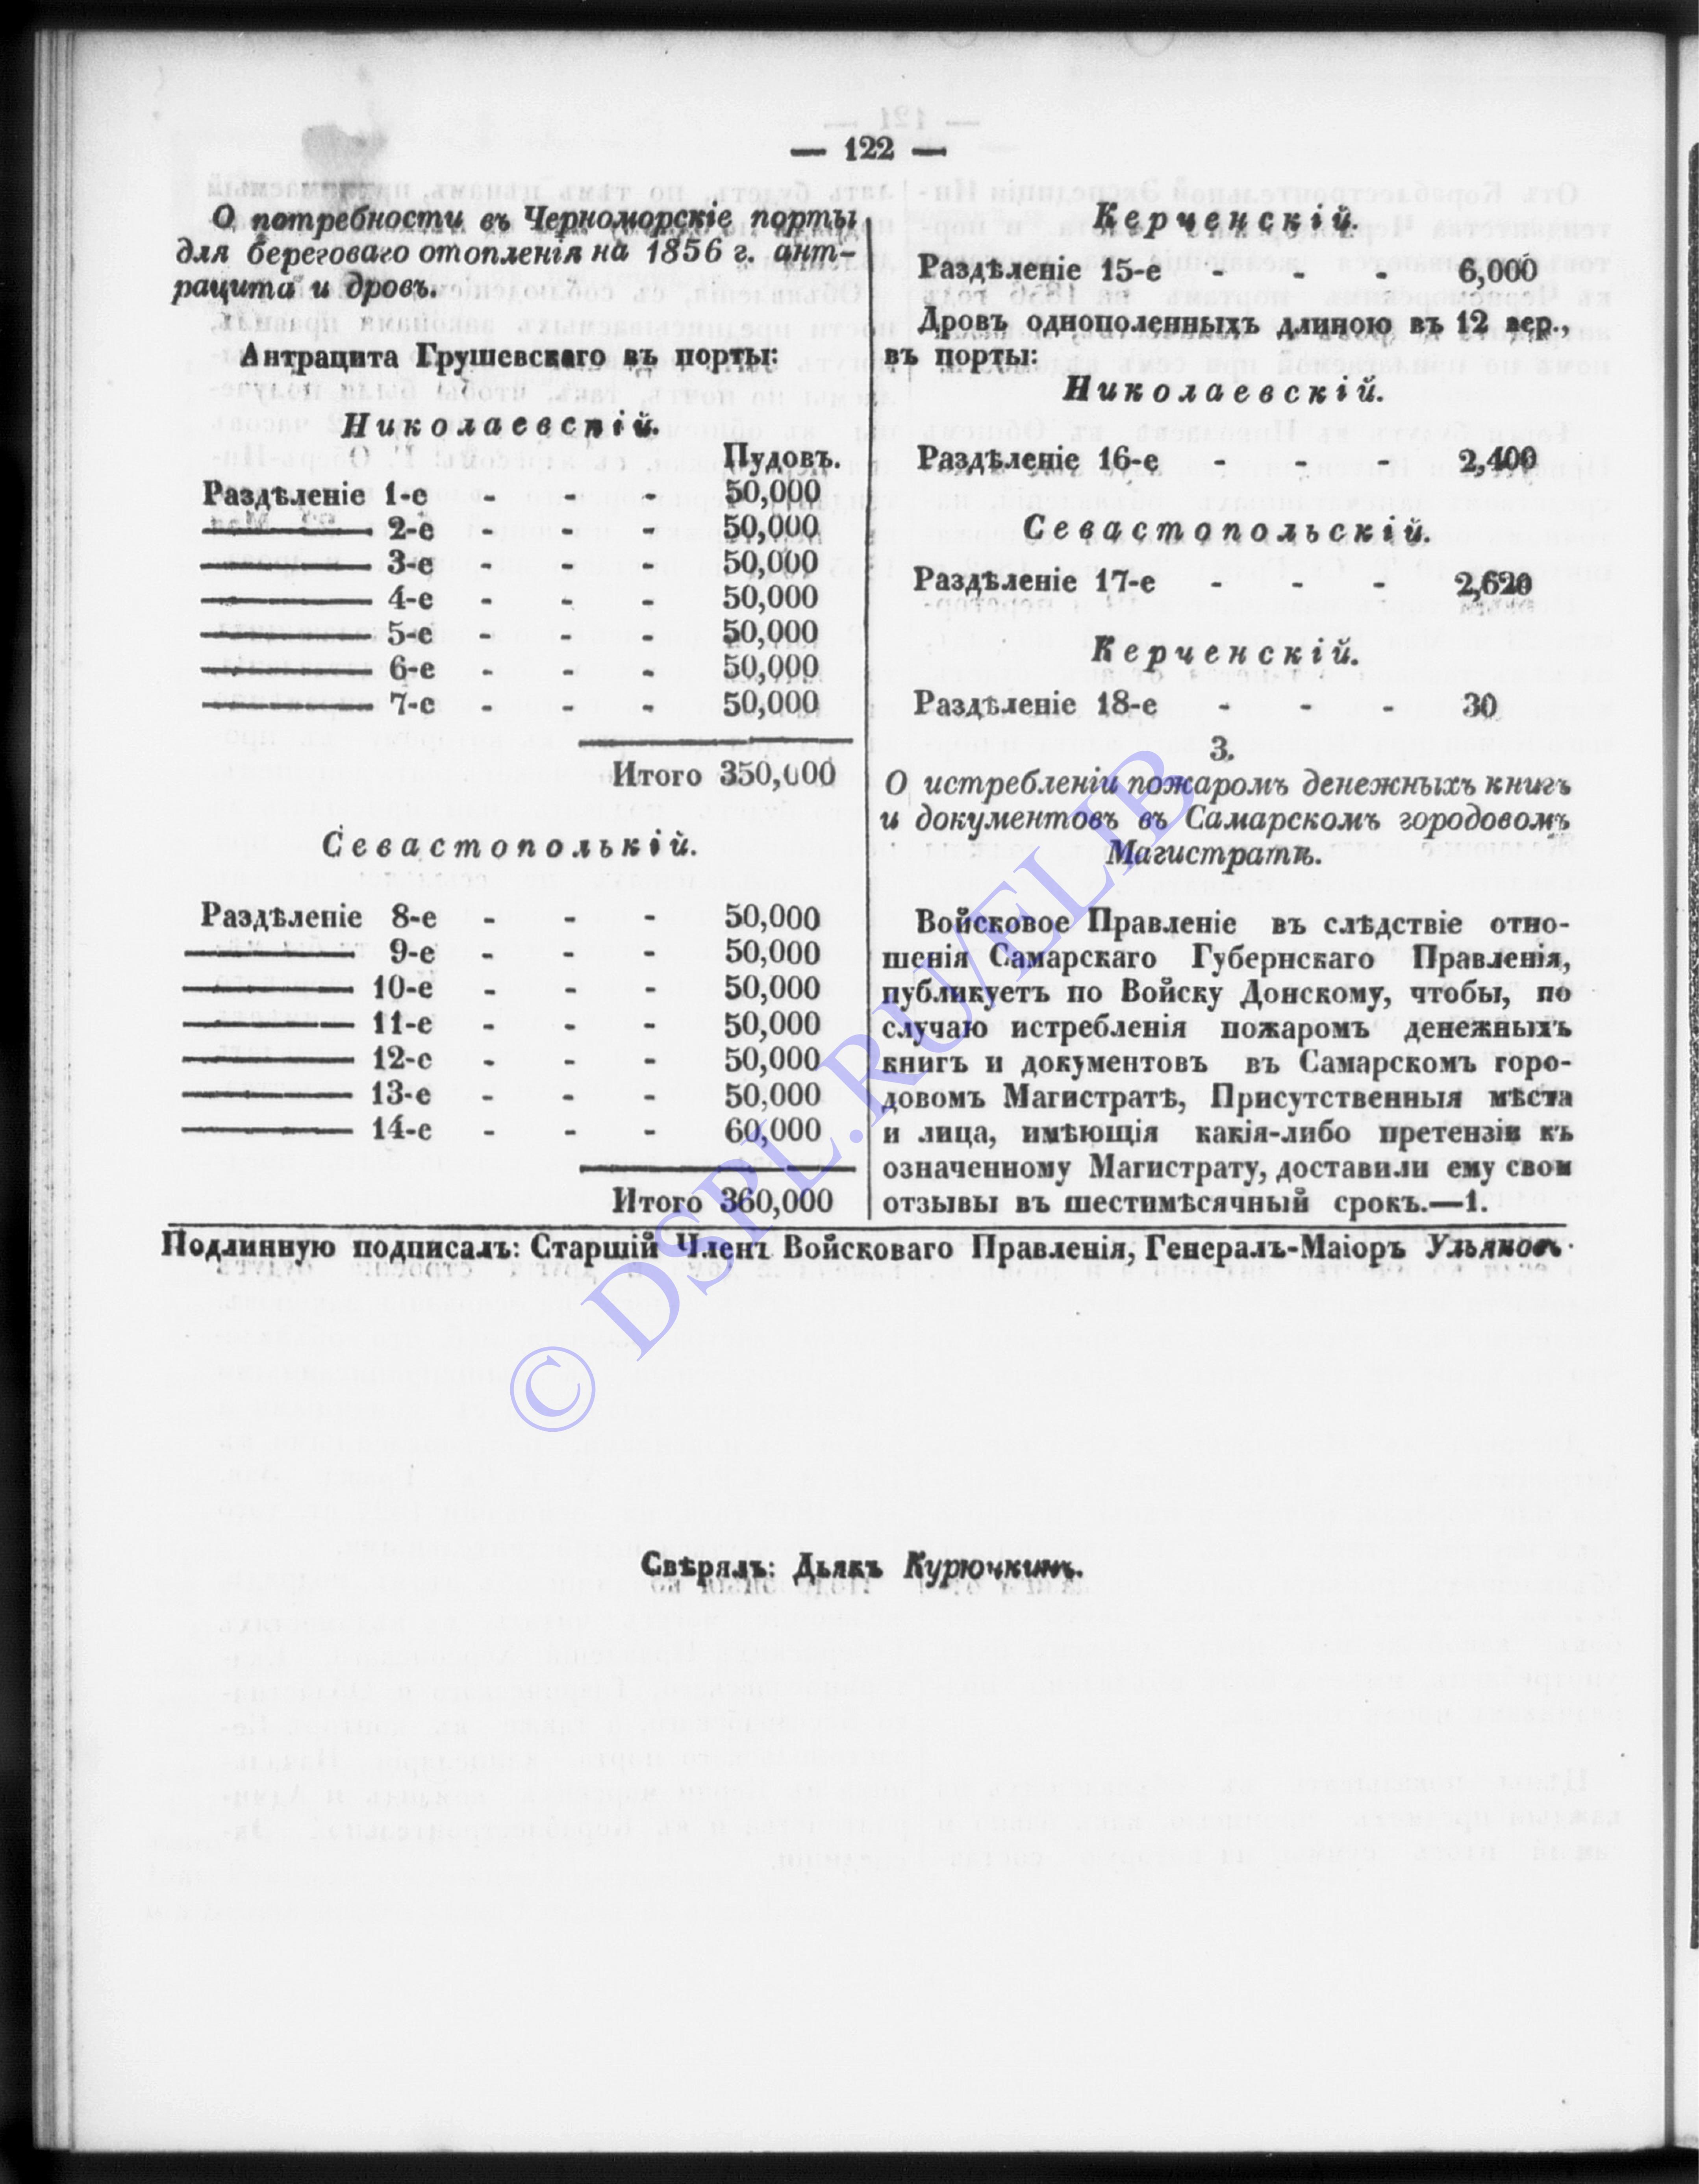 — 122 —
О потребности въ Черноморскіе порты
для береговаго отопленія на 1856 г. ант-
рацита и дровъ.
Антрацита Грушевскаго въ порты:
Николаевскій.
Пудовъ.
Раздѣленіе 1-е - - - 50,000
——— 2-е - - - 50,000
——— 3-е - - - 50,000
——— 4-е - - - 50,000
——— 5-е - - - 50,000
——— 6-е - - - 50,000
——— 7-е - - - 50,000
Итого 350,000
Севастополькій.
Раздѣленіе 8-е - - - 50,000
——— 9-е - - - 50,000
——— 10-е - - - 50,000
——— 11-е - - - 50,000
——— 12-е - - - 50,000
——— 13-е - - - 50,000
——— 14-е - - - 60,000
Итого 360,000
Керченскій.
Раздѣленіе 15-е - - - 6,000
Дровъ однополенныхъ длиною въ 12 вер.,
въ порты:
Николаевскій.
Раздѣленіе 16-е - - - 2,400
Севастопольскій.
Раздѣленіе 17-е - - - 2,620
Керченскій.
Раздѣленіе 18-е - - - 30
3.
О истребленіи пожаромъ денежныхъ книгъ
и документовъ въ Самарскомъ городовомъ
Магистратѣ.
Войсковое Правленіе въ слѣдствіе отно-
шенія Самарскаго Губернскаго Правленія,
публикуетъ по Войску Донскому, чтобы, по
случаю истребленія пожаромъ денежныхъ
книгъ и документовъ въ Самарскомъ горо-
довомъ Магистратѣ, Присутственныя мѣста
и лица, имѣющія какія-либо претензіи къ
означенному Магистрату, доставили ему свои
отзывы въ шестимѣсячный срокъ.—1.
Подлинную подписалъ: Старшій Членъ Войсковаго Правленія, Генералъ-Маіоръ Ульяновъ.
Свѣрялъ: Дьякъ Курючкинъ.
© DSPL.RU/ELIB